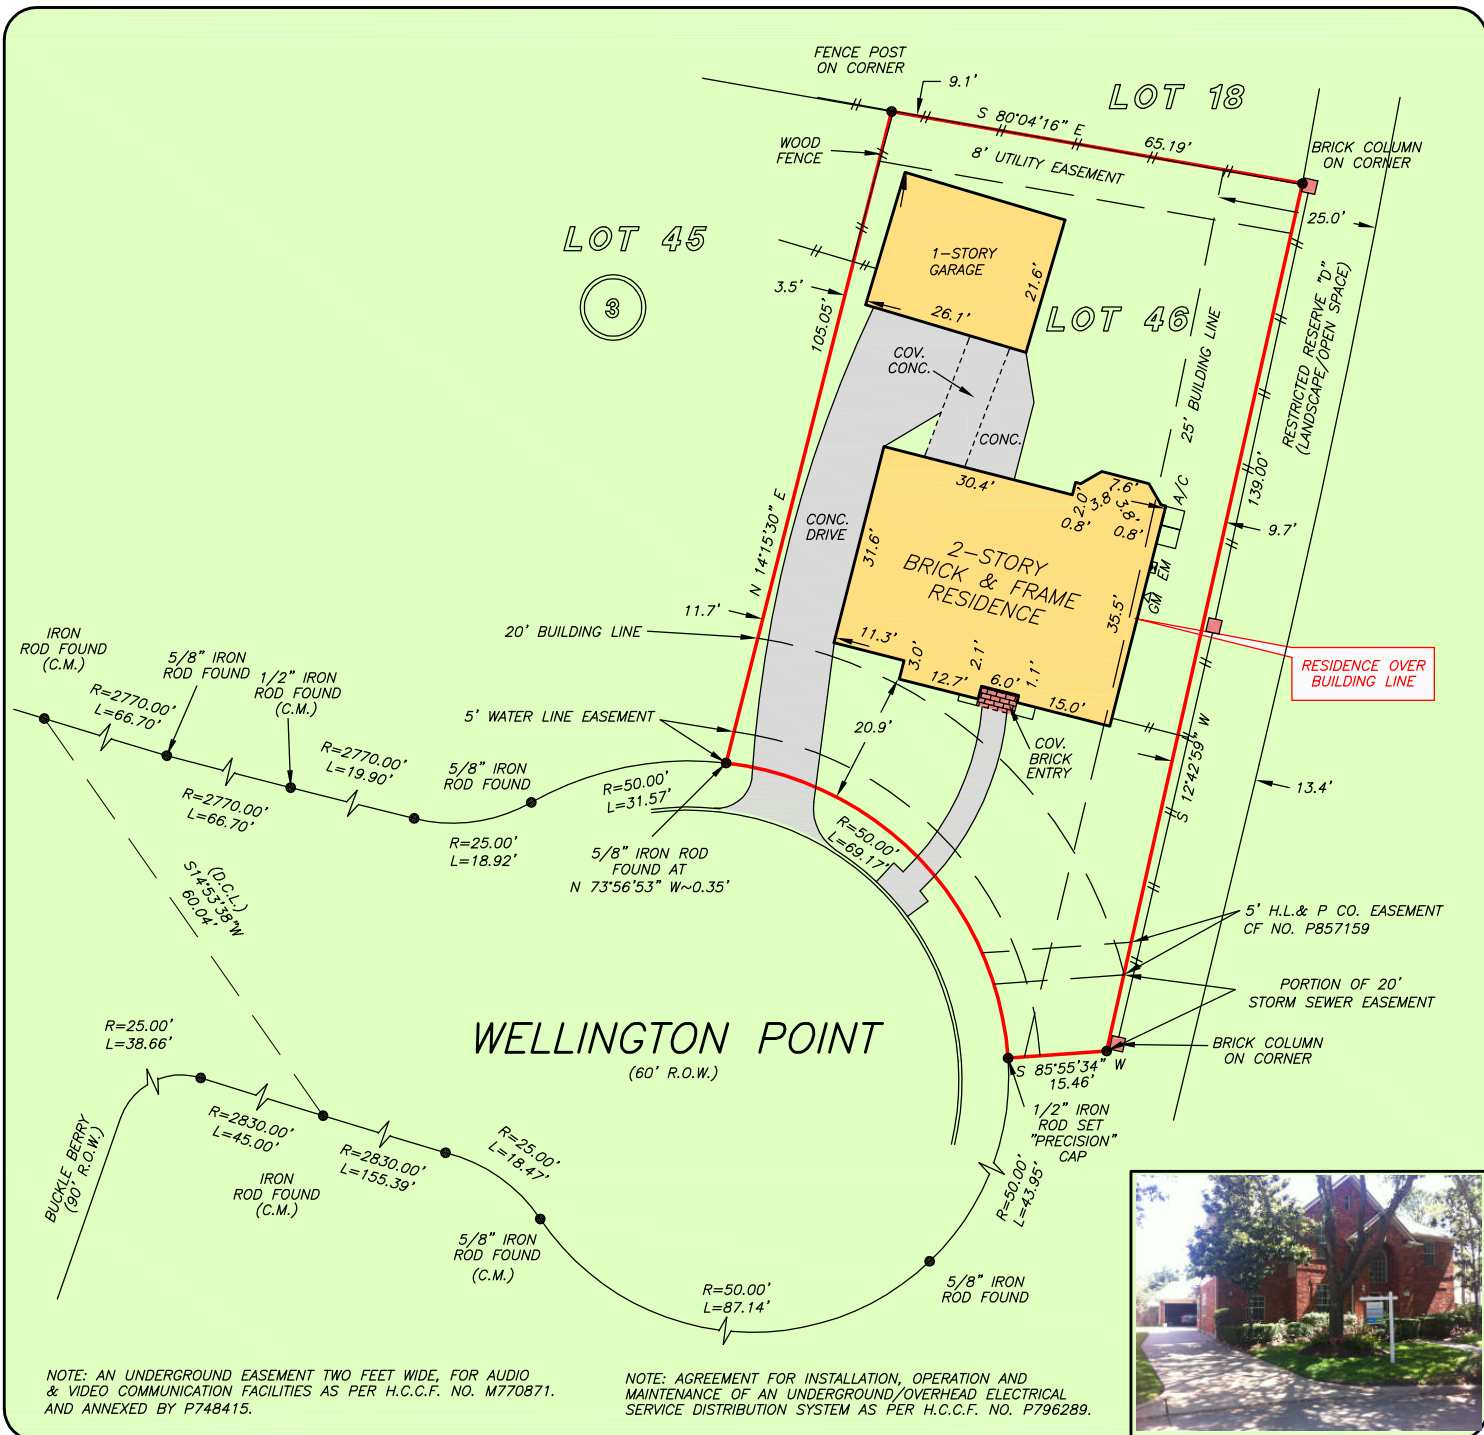 FENCE POST
ON CORNER
9.1'
LOT 18
S 80°04'16" E
65.19'
WOOD
FENCE
8' UTILITY EASEMENT
BRICK COLUMN
ON CORNER
25.0'
LOT 45
3
3.5'
105.05'
N 14°15'30" E
1-STORY
GARAGE
21.6'
26.1'
LOT 46
25' BUILDING LINE
RESTRICTED RESERVE "D"
(LANDSCAPE/OPEN SPACE)
COV.
CONC.
CONC.
139.00'
9.7'
30.4'
2.0'
3.8'
7.6'
3.8'
0.8'
0.8'
A/C
CONC.
DRIVE
31.6'
2-STORY
BRICK & FRAME
RESIDENCE
35.5'
EM
GM
11.7'
20' BUILDING LINE
11.3'
3.0'
12.7'
2.1'
6.0'
1.1'
15.0'
RESIDENCE OVER
BUILDING LINE
IRON
ROD FOUND
(C.M.)
5/8" IRON
ROD FOUND
1/2" IRON
ROD FOUND
(C.M.)
R=2770.00'
L=66.70'
R=2770.00'
L=66.70'
R=2770.00'
L=19.90'
5' WATER LINE EASEMENT
20.9'
COV.
BRICK
ENTRY
S 12°42'59" W
13.4'
5/8" IRON
ROD FOUND
R=50.00'
L=31.57'
R=25.00'
L=18.92'
5/8" IRON ROD
FOUND AT
N 73°56'53" W~0.35'
R=50.00'
L=69.17'
(D.C.L.)
S14°53'38"W
60.04'
5' H.L.& P CO. EASEMENT
CF NO. P857159
PORTION OF 20'
STORM SEWER EASEMENT
BRICK COLUMN
ON CORNER
R=25.00'
L=38.66'
WELLINGTON POINT
(60' R.O.W.)
S 85°55'34" W
15.46'
1/2" IRON
ROD SET
"PRECISION"
CAP
BUCKLE BERRY
(90' R.O.W.)
R=2830.00'
L=45.00'
IRON
ROD FOUND
(C.M.)
R=2830.00'
L=155.39'
R=25.00'
L=18.47'
5/8" IRON
ROD FOUND
(C.M.)
R=50.00'
L=43.95'
R=50.00'
L=87.14'
5/8" IRON
ROD FOUND
NOTE: AN UNDERGROUND EASEMENT TWO FEET WIDE, FOR AUDIO
& VIDEO COMMUNICATION FACILITIES AS PER H.C.C.F. NO. M770871.
AND ANNEXED BY P748415.
NOTE: AGREEMENT FOR INSTALLATION, OPERATION AND
MAINTENANCE OF AN UNDERGROUND/OVERHEAD ELECTRICAL
SERVICE DISTRIBUTION SYSTEM AS PER H.C.C.F. NO. P796289.